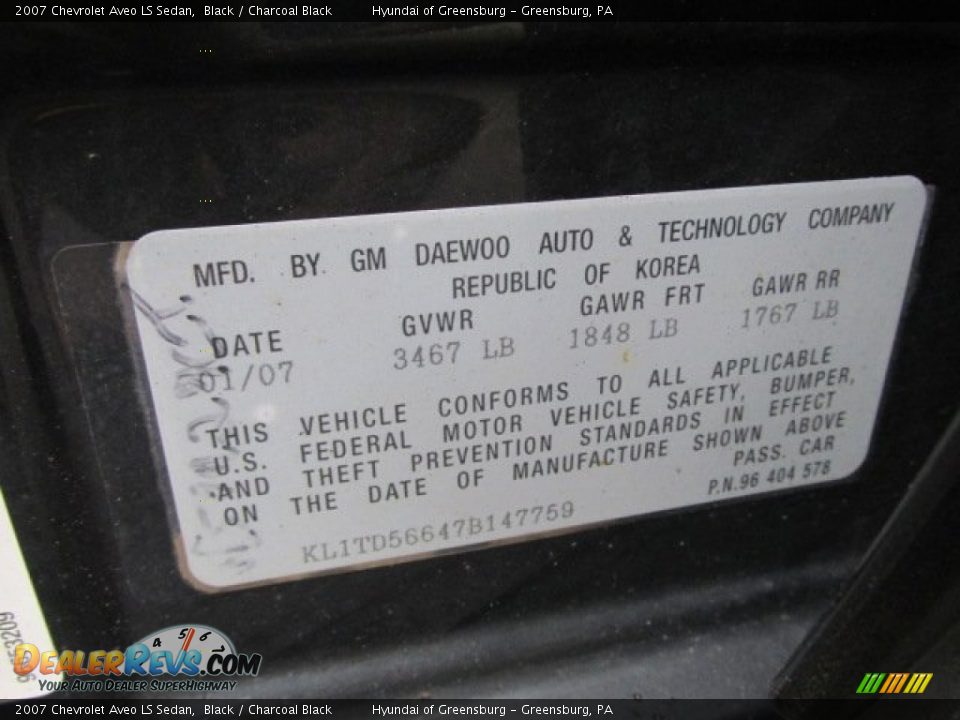 2007 Chevrolet Aveo LS Sedan, Black / Charcoal Black Hyundai of Greensburg - Greensburg, PA
MFD. BY GM DAEWOO AUTO & TECHNOLOGY COMPANY
REPUBLIC OF KOREA
DATE GVWR GAWR FRT GAWR RR
01/07 3467 LB 1848 LB 1767 LB
THIS VEHICLE CONFORMS TO ALL APPLICABLE
U.S. FEDERAL MOTOR VEHICLE SAFETY, BUMPER,
AND THEFT PREVENTION STANDARDS IN EFFECT
ON THE DATE OF MANUFACTURE SHOWN ABOVE
PASS. CAR
P.N.96 404 578
KL1TD56647B147759
4 5 6
DEALERREVS.COM
YOUR AUTO DEALER SUPERHIGHWAY
2007 Chevrolet Aveo LS Sedan, Black / Charcoal Black Hyundai of Greensburg - Greensburg, PA